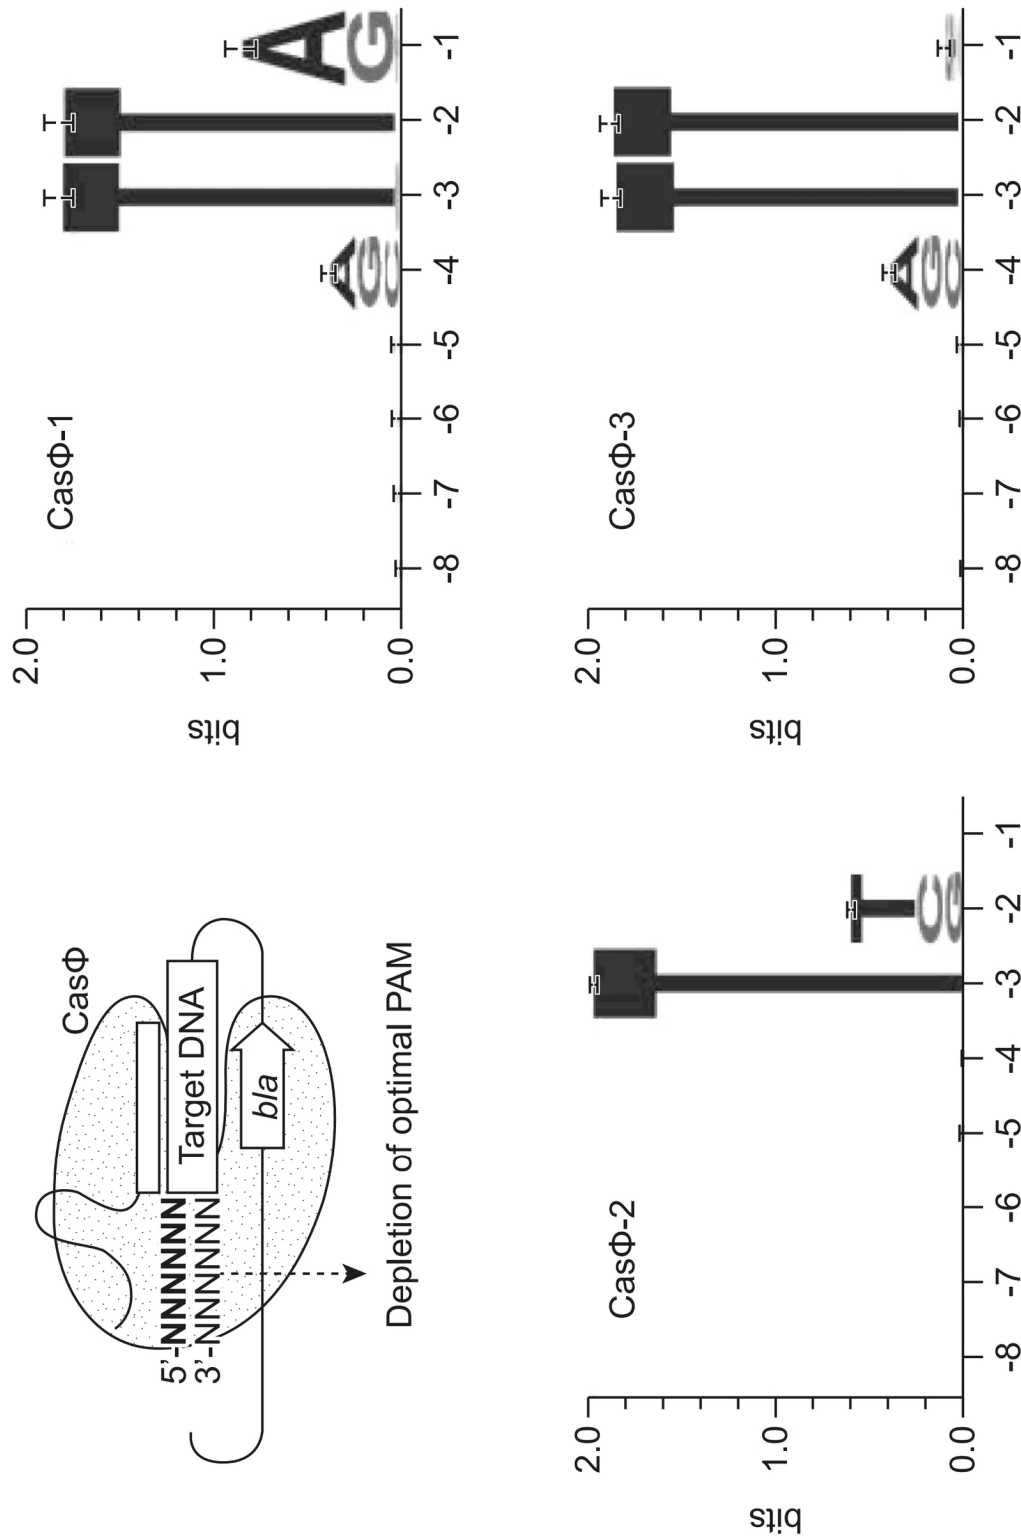 CasΦ
5'-NNNNNNN
3'-NNNNNNN
Target DNA
bla
Depletion of optimal PAM
CasΦ-1
bits
2.0
1.0
0.0
A
G
C
T
T
A
G
-8 -7 -6 -5 -4 -3 -2 -1
CasΦ-2
bits
2.0
1.0
0.0
T
T
C
G
-8 -7 -6 -5 -4 -3 -2 -1
CasΦ-3
bits
2.0
1.0
0.0
A
G
C
T
T
-8 -7 -6 -5 -4 -3 -2 -1